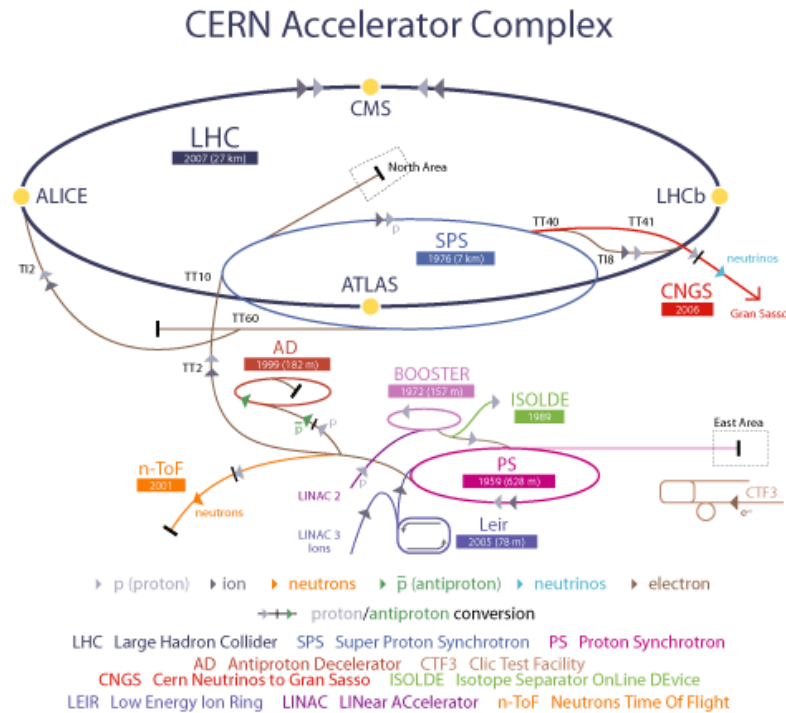 CERN Accelerator Complex
CMS
LHC
2007 (27 km)
North Area
ALICE
LHCb
TT40
TT41
p
SPS
1976 (7 km)
TI8
neutrinos
TI2
TT10
ATLAS
CNGS
2006
Gran Sasso
TT60
AD
1999 (182 m)
TT2
BOOSTER
1972 (157 m)
ISOLDE
1989
p̅
p
East Area
n-ToF
2001
PS
1959 (628 m)
p
LINAC 2
CTF3
e⁻
neutrons
LINAC 3
Ions
Leir
2005 (78 m)
p (proton) ion neutrons p̅ (antiproton) neutrinos electron
proton/antiproton conversion
LHC Large Hadron Collider SPS Super Proton Synchrotron PS Proton Synchrotron
AD Antiproton Decelerator CTF3 Clic Test Facility
CNGS Cern Neutrinos to Gran Sasso ISOLDE Isotope Separator OnLine DEvice
LEIR Low Energy Ion Ring LINAC LINear ACcelerator n-ToF Neutrons Time Of Flight